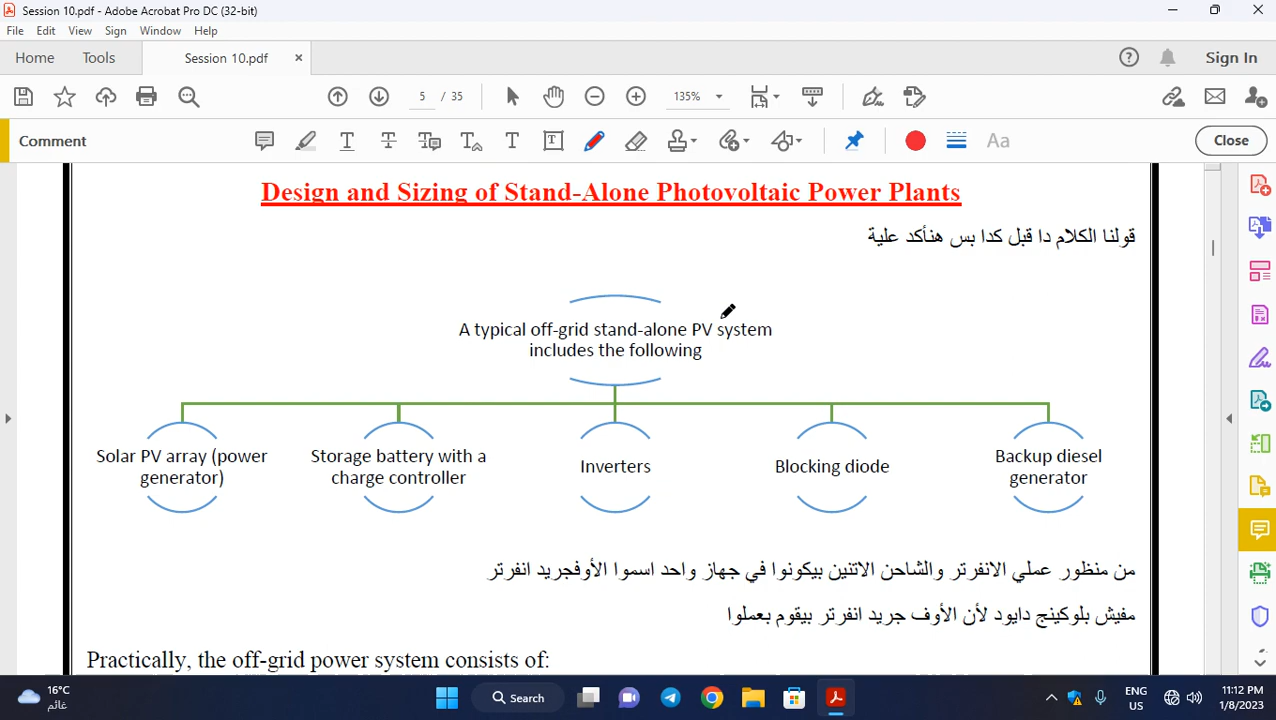 Session 10.pdf - Adobe Acrobat Pro DC (32-bit)
File Edit View Sign Window Help
Home Tools Session 10.pdf × Sign In
5 / 35 135%
Comment Aa Close
Design and Sizing of Stand-Alone Photovoltaic Power Plants
قولنا الكلام دا قبل كدا بس هنأكد علية
A typical off-grid stand-alone PV system
includes the following
Solar PV array (power
generator)
Storage battery with a
charge controller
Inverters
Blocking diode
Backup diesel
generator
من منظور عملي الانفرتر والشاحن الاتنين بيكونوا في جهاز واحد اسموا الأوفجريد انفرتر
مفيش بلوكينج دايود لأن الأوف جريد انفرتر بيقوم بعملوا
Practically, the off-grid power system consists of:
16°C
غائم
Search
ENG
US
11:12 PM
1/8/2023